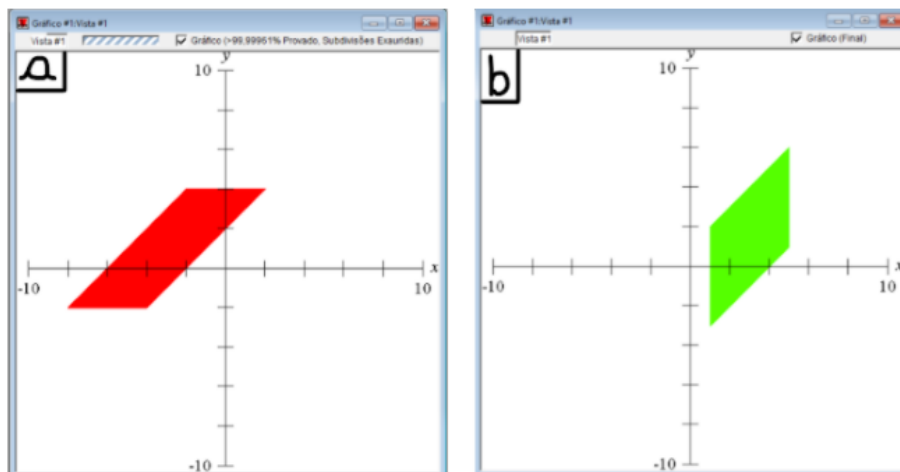 Gráfico #1:Vista #1
Vista #1
Gráfico (>99,99961% Provado, Subdivisões Exauridas)
a
y
10
-10
x
10
-10
Gráfico #1:Vista #1
Vista #1
Gráfico (Final)
b
y
10
-10
x
10
-10